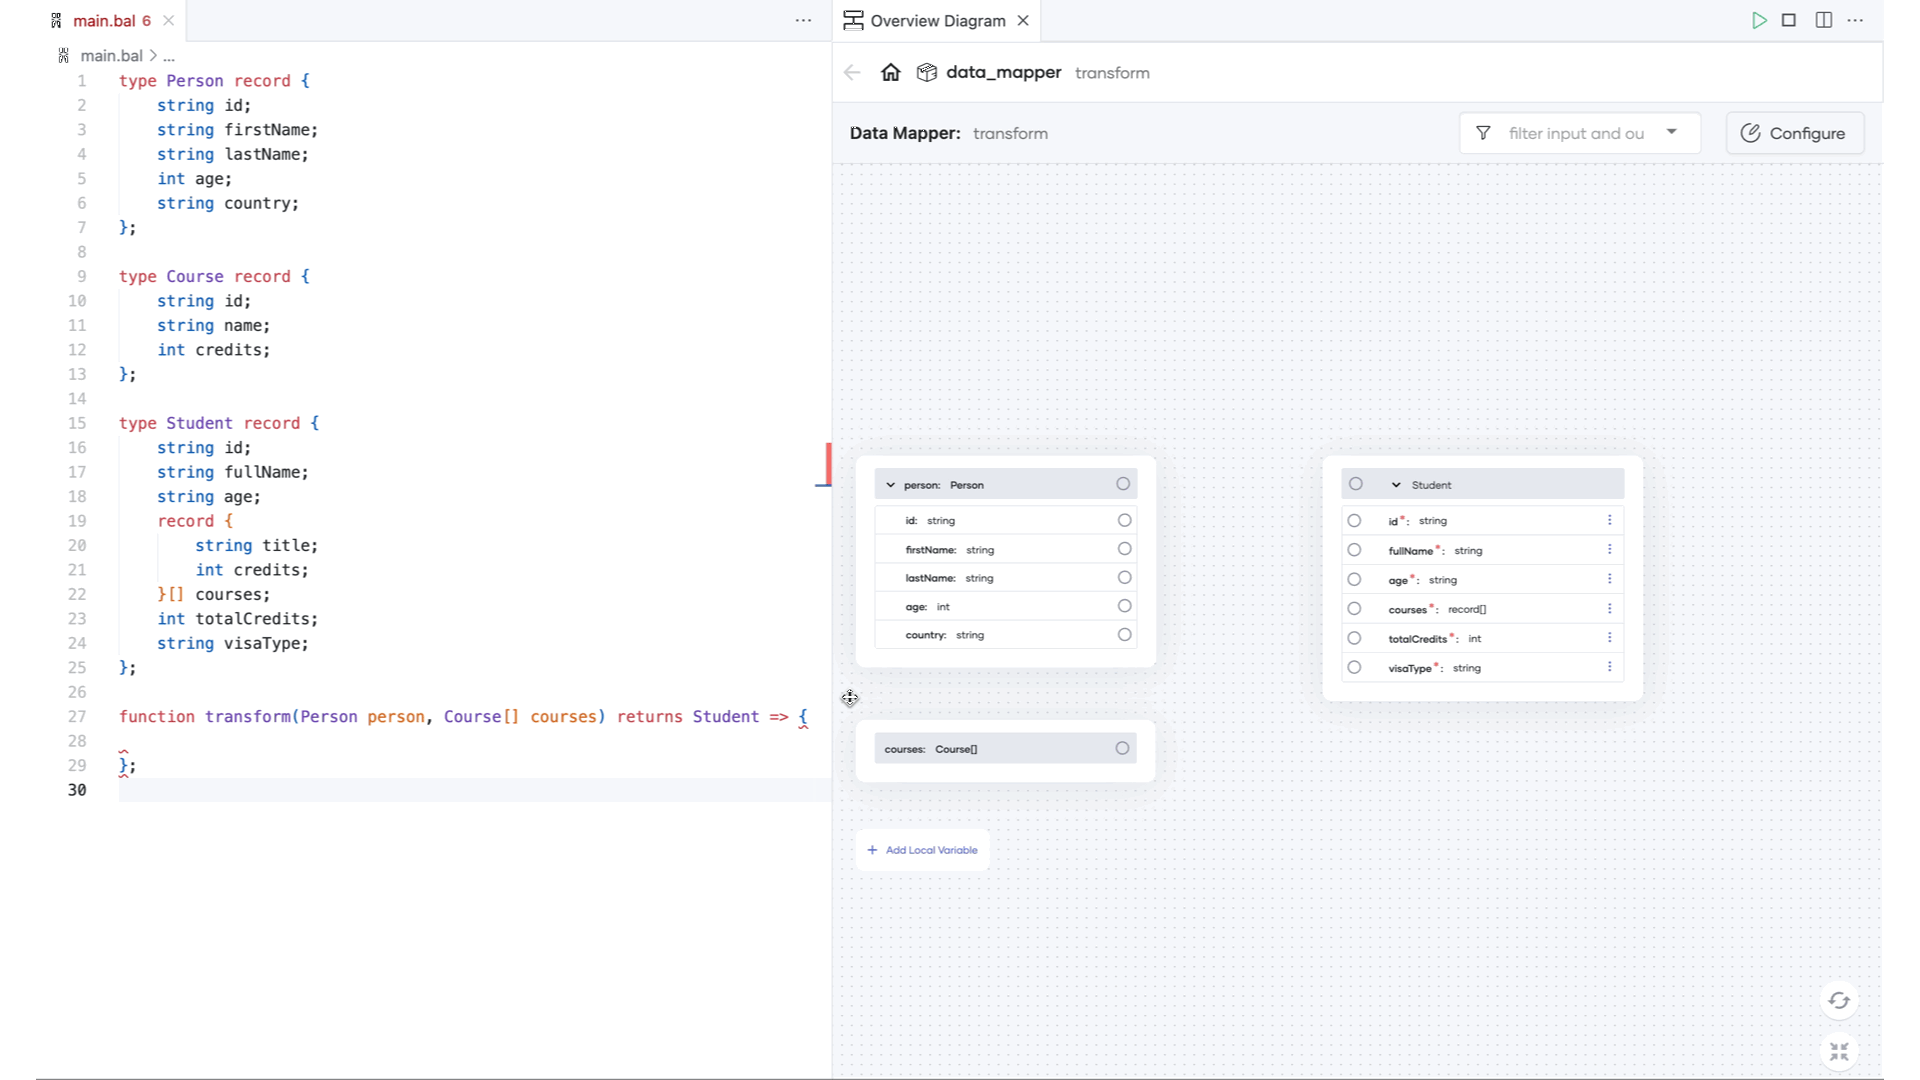 main.bal 6
main.bal > ...
1 type Person record {
2 string id;
3 string firstName;
4 string lastName;
5 int age;
6 string country;
7 };
8
9 type Course record {
10 string id;
11 string name;
12 int credits;
13 };
14
15 type Student record {
16 string id;
17 string fullName;
18 string age;
19 record {
20 string title;
21 int credits;
22 }[] courses;
23 int totalCredits;
24 string visaType;
25 };
26
27 function transform(Person person, Course[] courses) returns Student => {
28
29 };
30
Overview Diagram
data_mapper transform
Data Mapper: transform
filter input and ou
Configure
person: Person
id: string
firstName: string
lastName: string
age: int
country: string
courses: Course[]
+ Add Local Variable
Student
id*: string
fullName*: string
age*: string
courses*: record[]
totalCredits*: int
visaType*: string